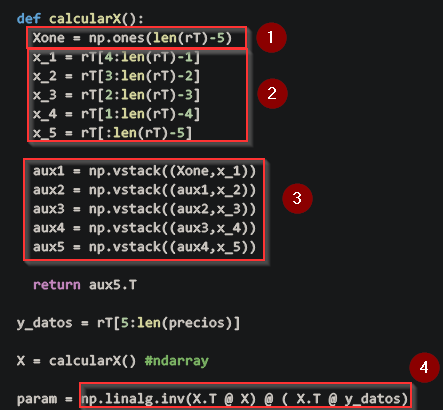 def calcularX():
Xone = np.ones(len(rT)-5)
1
x_1 = rT[4:len(rT)-1]
x_2 = rT[3:len(rT)-2]
x_3 = rT[2:len(rT)-3]
2
x_4 = rT[1:len(rT)-4]
x_5 = rT[:len(rT)-5]
aux1 = np.vstack((Xone,x_1))
aux2 = np.vstack((aux1,x_2))
aux3 = np.vstack((aux2,x_3))
3
aux4 = np.vstack((aux3,x_4))
aux5 = np.vstack((aux4,x_5))
return aux5.T
y_datos = rT[5:len(precios)]
X = calcularX() #ndarray
4
param = np.linalg.inv(X.T @ X) @ ( X.T @ y_datos)